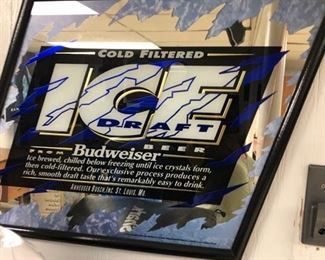 COLD FILTERED
ICE
DRAFT
FROM Budweiser BEER
Ice brewed, chilled below freezing until ice crystals form,
then cold-filtered. Our exclusive process produces a
rich, smooth draft taste that's remarkably easy to drink.
ANHEUSER-BUSCH, INC. ST. LOUIS, MO.